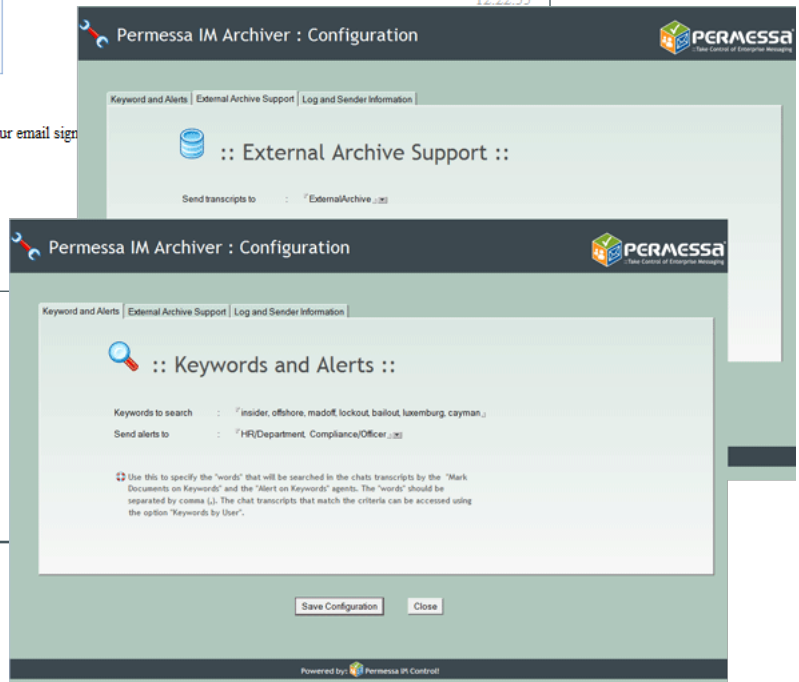 12:22:55
ur email sign
Permessa IM Archiver : Configuration
PERMESSA
::Take Control of Enterprise Messaging
Keyword and Alerts
External Archive Support
Log and Sender Information
:: External Archive Support ::
Send transcripts to : ExternalArchive
Permessa IM Archiver : Configuration
PERMESSA
::Take Control of Enterprise Messaging
Keyword and Alerts
External Archive Support
Log and Sender Information
:: Keywords and Alerts ::
Keywords to search : insider, offshore, madoff, lockout, bailout, luxemburg, cayman
Send alerts to : HR/Department, Compliance/Officer
Use this to specify the "words" that will be searched in the chats transcripts by the "Mark
Documents on Keywords" and the "Alert on Keywords" agents. The "words" should be
separated by comma (,). The chat transcripts that match the criteria can be accessed using
the option "Keywords by User".
Save Configuration
Close
Powered by: Permessa IM Control!